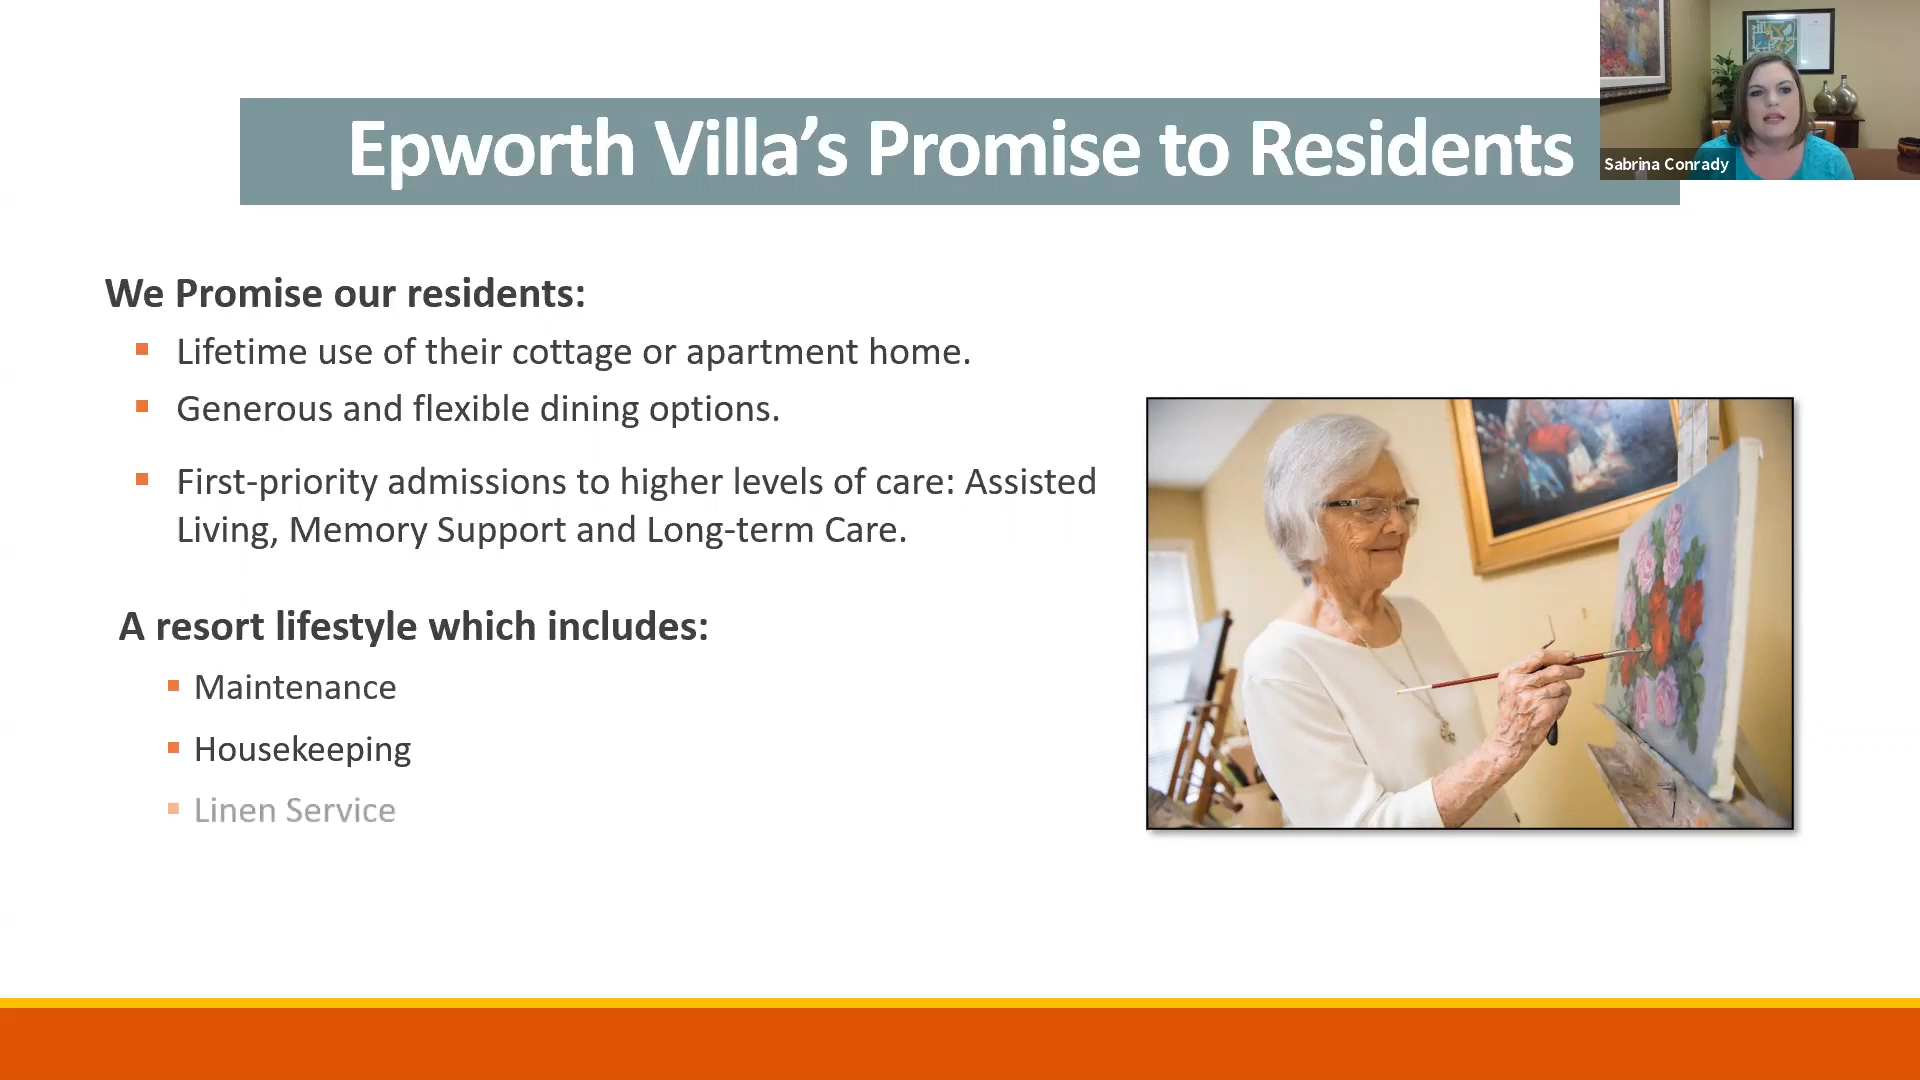 Epworth Villa’s Promise to Residents
Sabrina Conrady
We Promise our residents:
Lifetime use of their cottage or apartment home.
Generous and flexible dining options.
First-priority admissions to higher levels of care: Assisted
Living, Memory Support and Long-term Care.
A resort lifestyle which includes:
Maintenance
Housekeeping
Linen Service